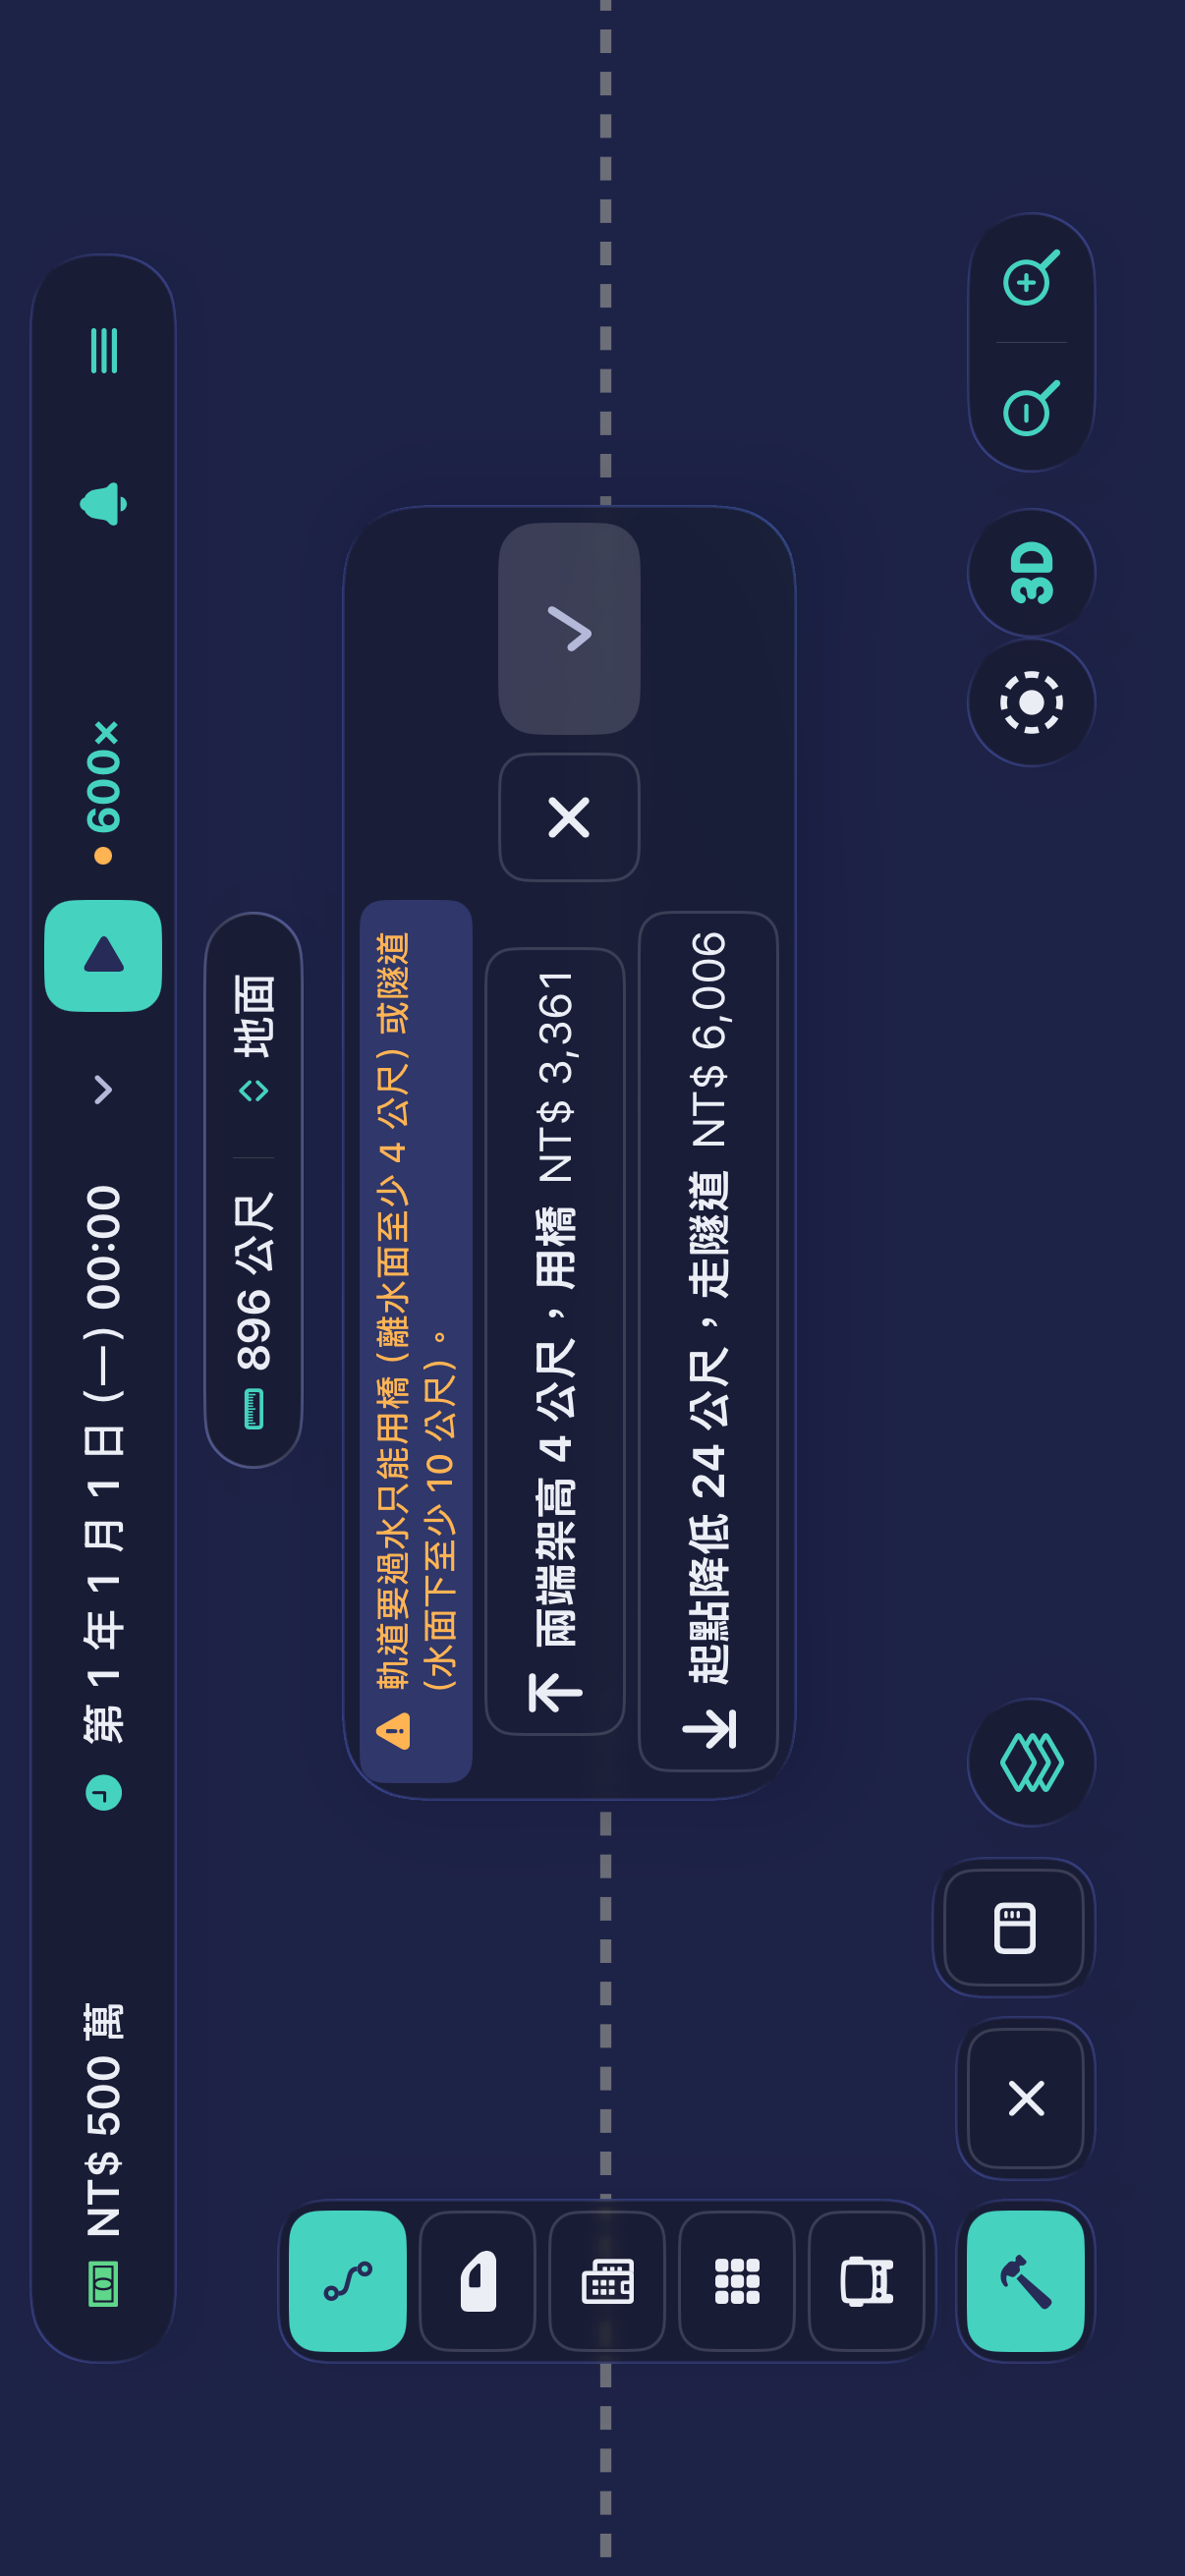 NT$ 500 萬
第 1 年 1 月 1 日 (一) 00:00
600×
896 公尺
地面
軌道要過水只能用橋 (離水面至少 4 公尺) 或隧道
(水面下至少 10 公尺) 。
兩端架高 4 公尺，用橋 NT$ 3,361
起點降低 24 公尺，走隧道 NT$ 6,006
3D